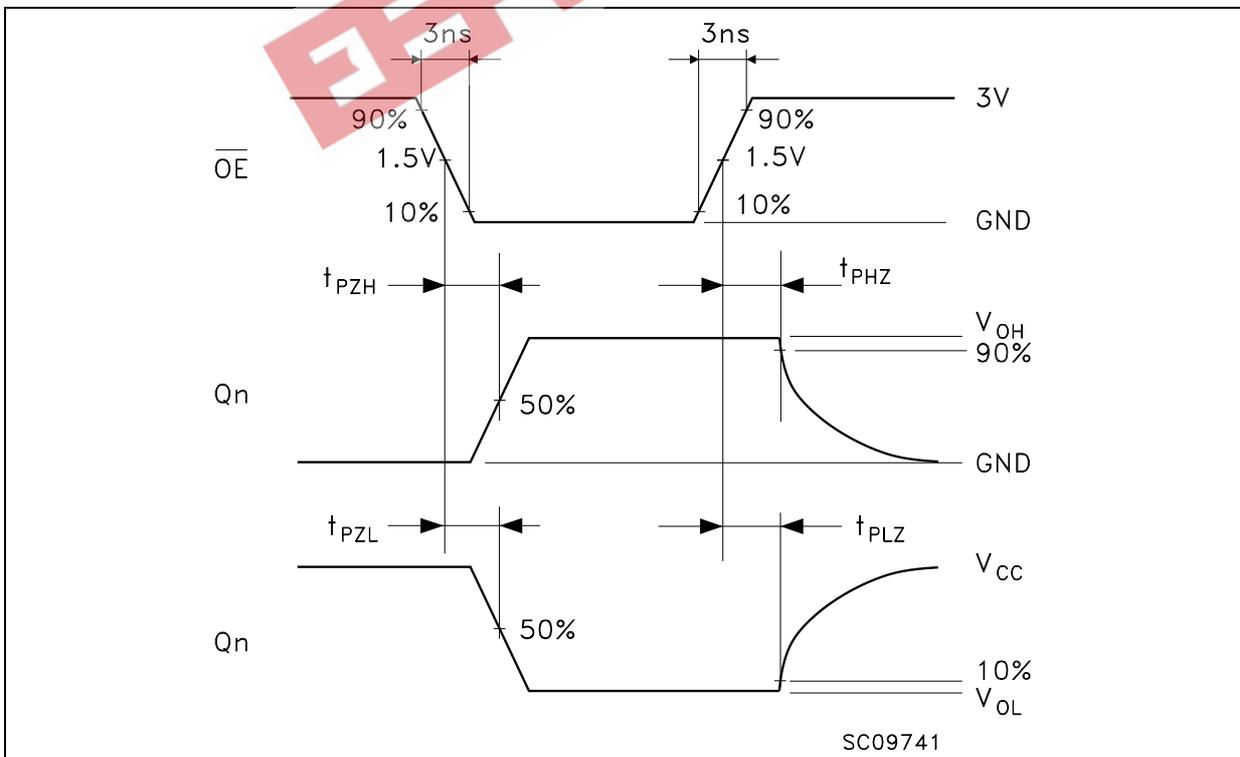 3ns 3ns
3V
90% 90%
OE 1.5V 1.5V
10% 10%
GND
tPZH tPHZ
VOH
90%
Qn 50%
GND
tPZL tPLZ
VCC
Qn 50%
10%
VOL
SC09741